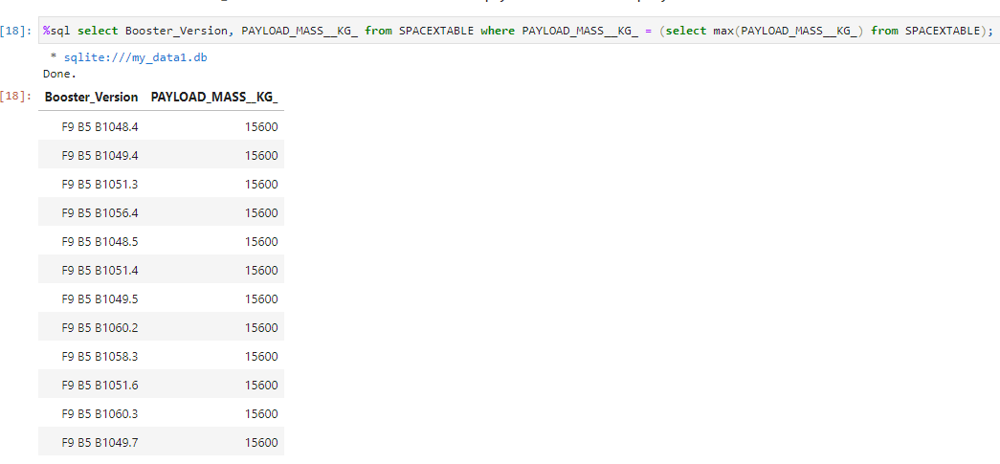 [18]: %sql select Booster_Version, PAYLOAD_MASS__KG_ from SPACEXTABLE where PAYLOAD_MASS__KG_ = (select max(PAYLOAD_MASS__KG_) from SPACEXTABLE);
* sqlite:///my_data1.db
Done.
[18]: Booster_Version PAYLOAD_MASS__KG_
F9 B5 B1048.4 15600
F9 B5 B1049.4 15600
F9 B5 B1051.3 15600
F9 B5 B1056.4 15600
F9 B5 B1048.5 15600
F9 B5 B1051.4 15600
F9 B5 B1049.5 15600
F9 B5 B1060.2 15600
F9 B5 B1058.3 15600
F9 B5 B1051.6 15600
F9 B5 B1060.3 15600
F9 B5 B1049.7 15600